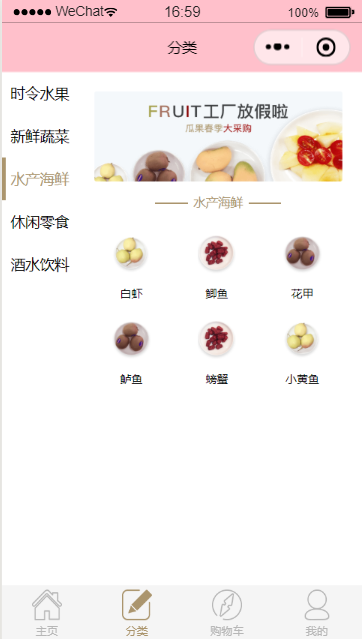 ●●●●● WeChat 16:59 100%
分类
时令水果
新鲜蔬菜
水产海鲜
休闲零食
酒水饮料
FRUIT工厂放假啦
瓜果春季大采购
水产海鲜
白虾 鲫鱼 花甲
鲈鱼 螃蟹 小黄鱼
主页 分类 购物车 我的